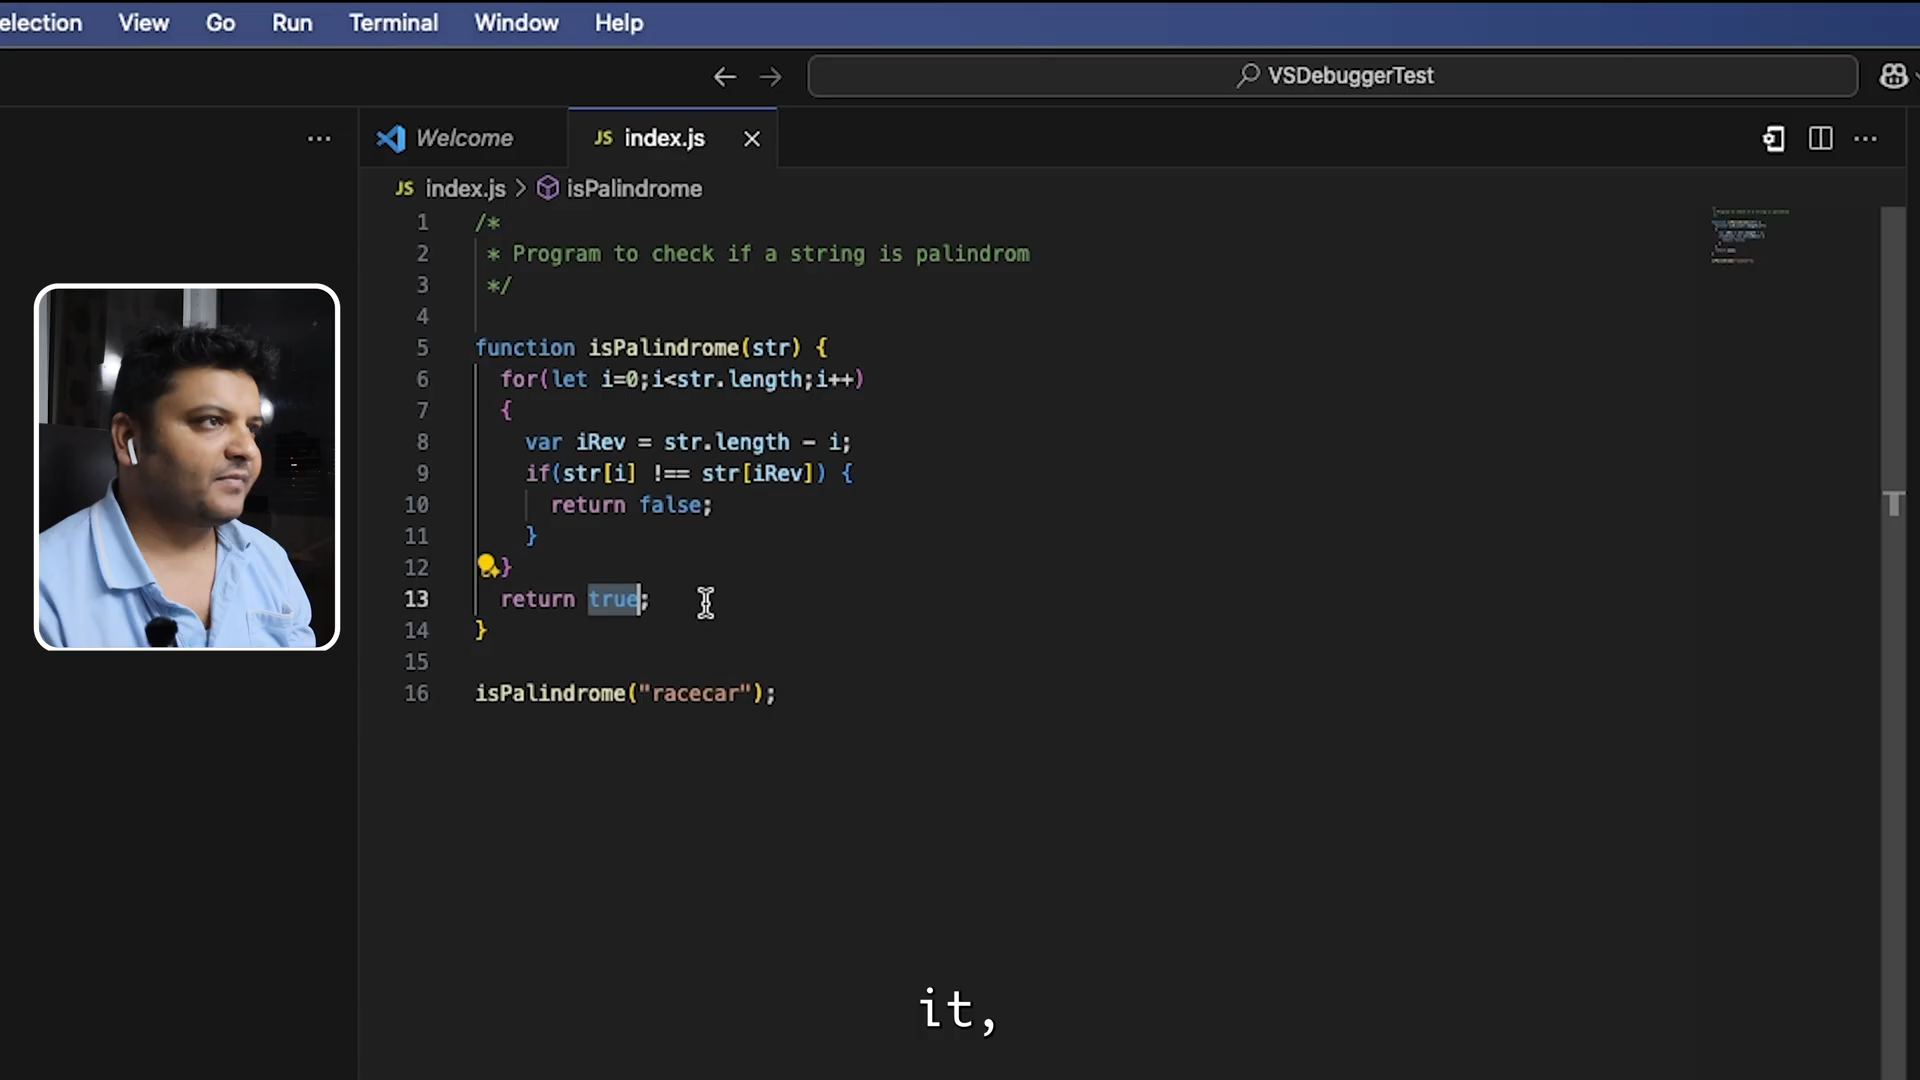 election View Go Run Terminal Window Help
VSDebuggerTest
Welcome JS index.js
JS index.js > isPalindrome
1 /*
2 * Program to check if a string is palindrom
3 */
4
5 function isPalindrome(str) {
6 for(let i=0;i<str.length;i++)
7 {
8 var iRev = str.length - i;
9 if(str[i] !== str[iRev]) {
10 return false;
11 }
12 }
13 return true;
14 }
15
16 isPalindrome("racecar");
it,